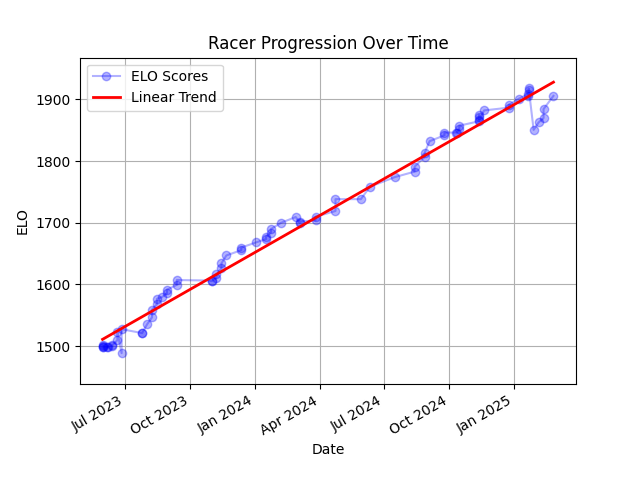 Racer Progression Over Time
ELO Scores
Linear Trend
1900
1800
1700
1600
1500
ELO
Jul 2023
Oct 2023
Jan 2024
Apr 2024
Jul 2024
Oct 2024
Jan 2025
Date